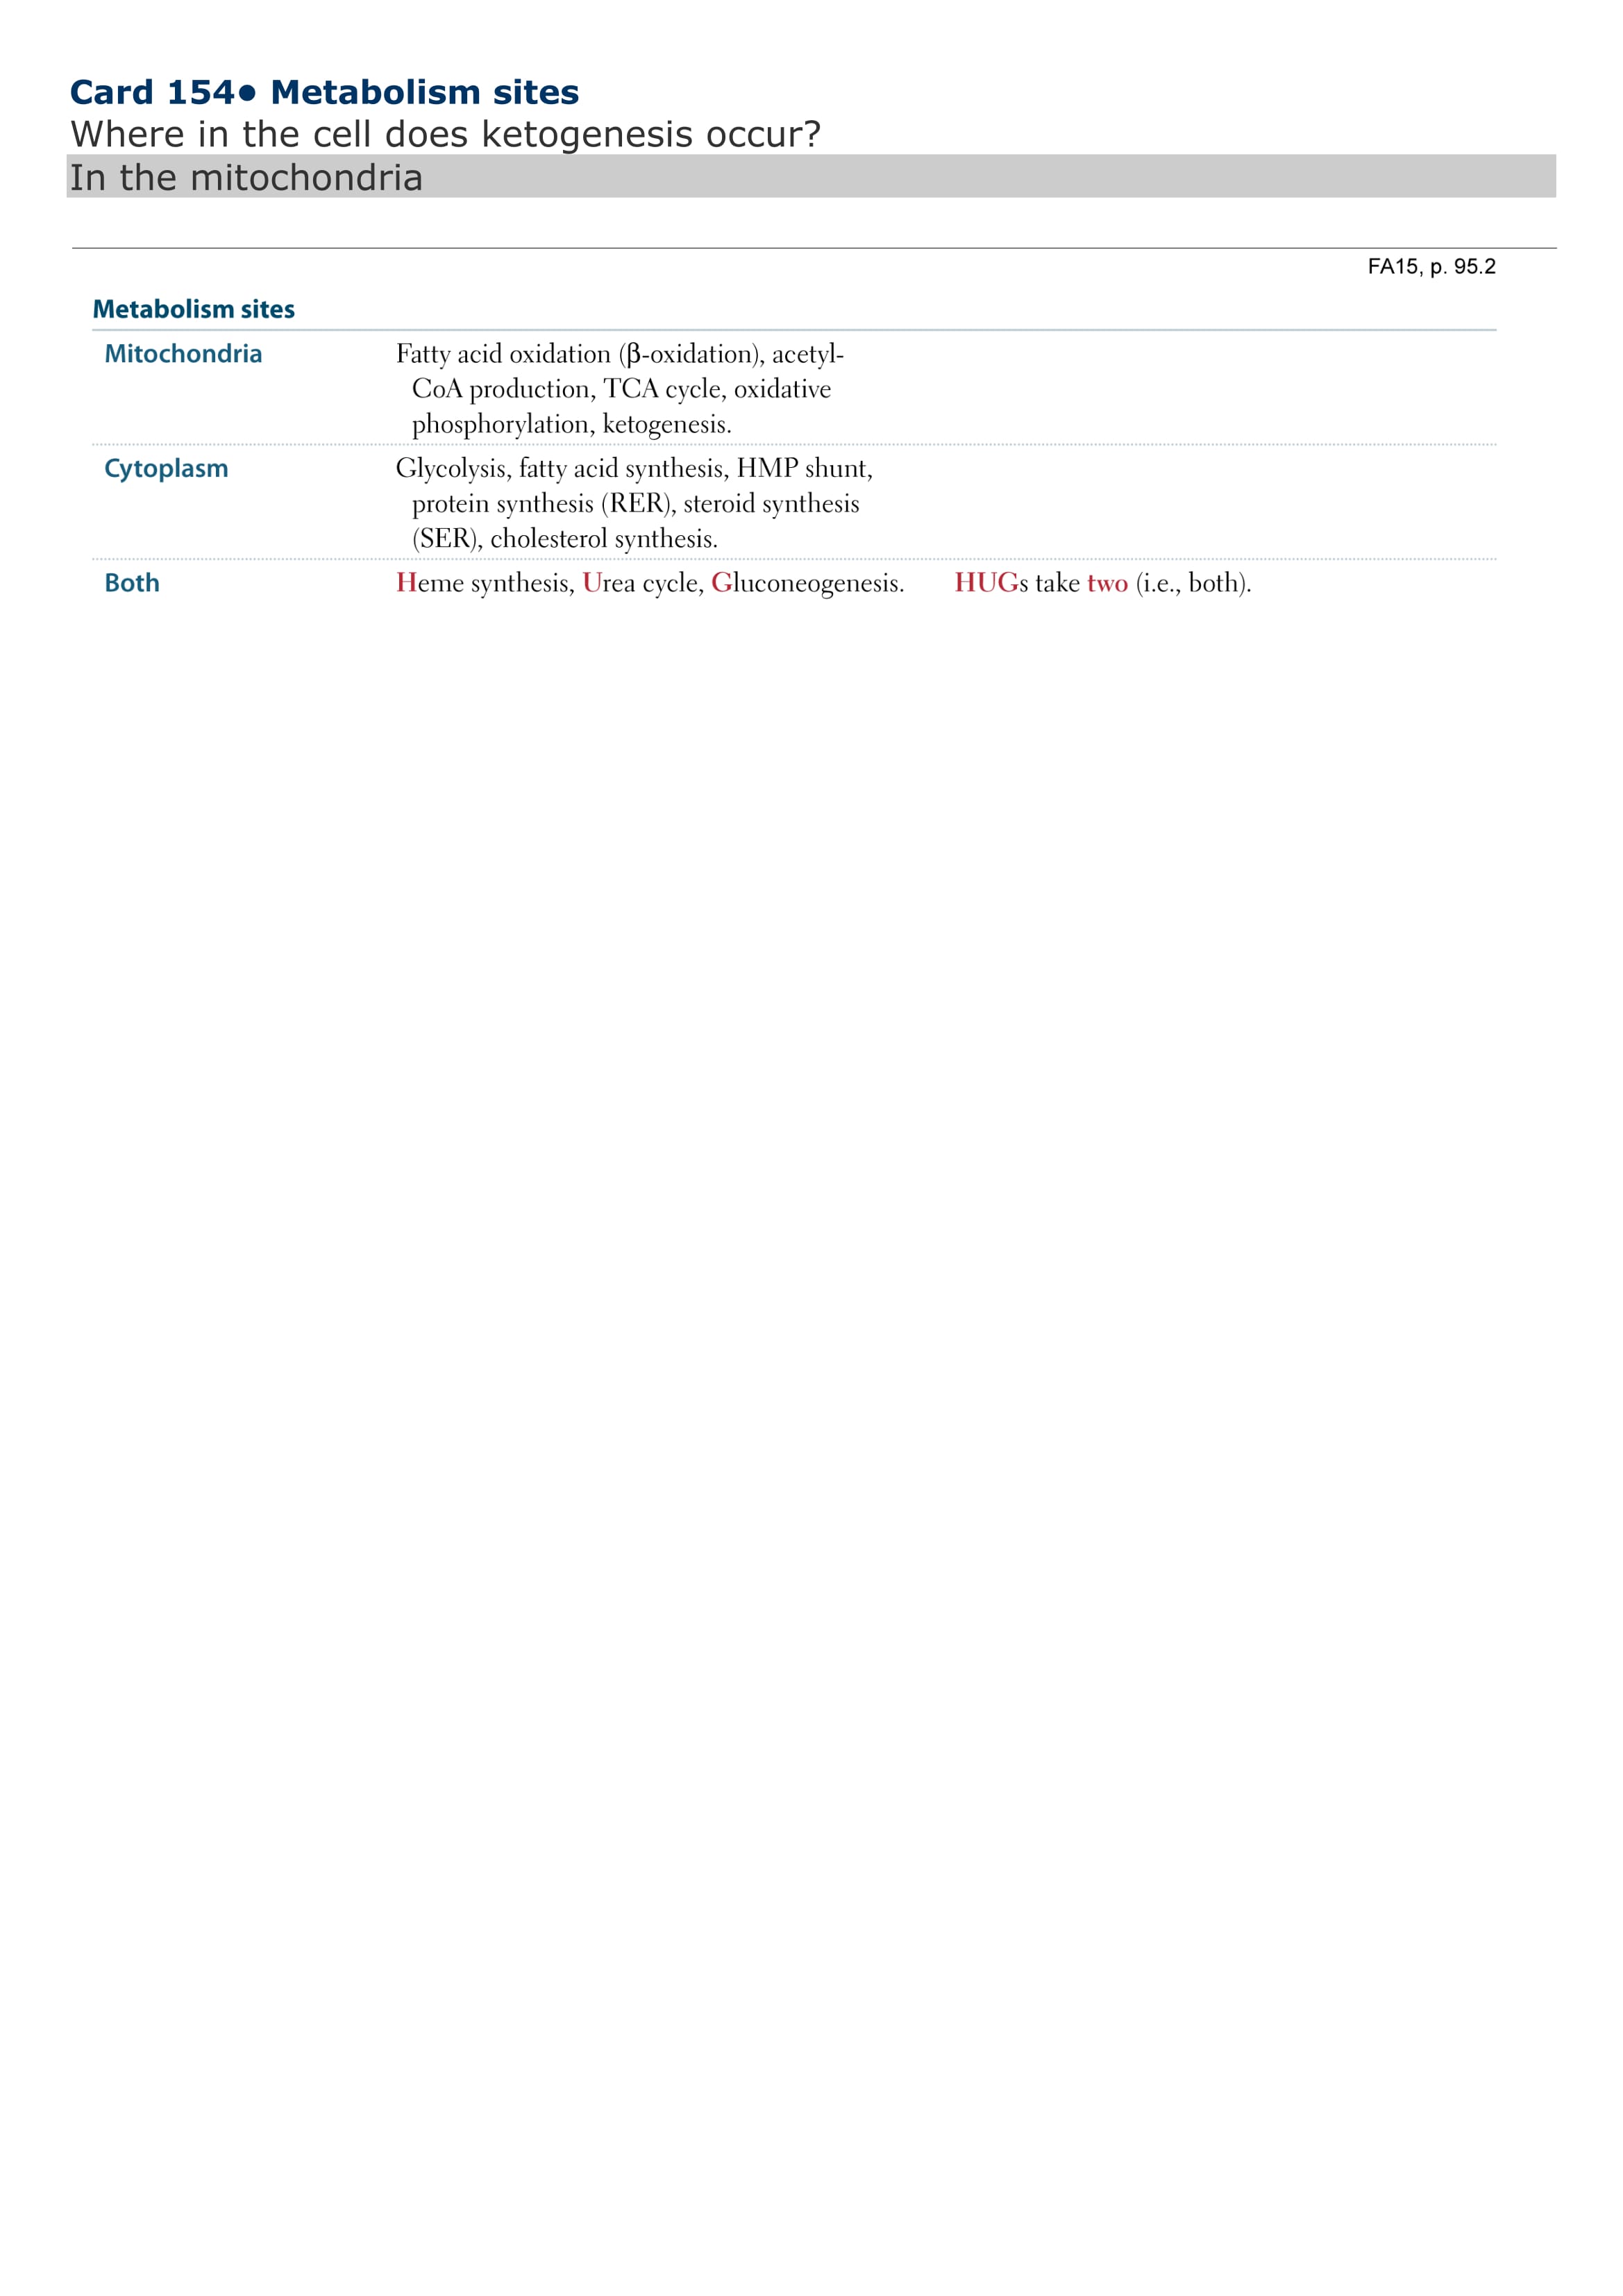 Card 154• Metabolism sites
Where in the cell does ketogenesis occur?
In the mitochondria
FA15, p. 95.2
Metabolism sites
Mitochondria
Fatty acid oxidation (β-oxidation), acetyl-
CoA production, TCA cycle, oxidative
phosphorylation, ketogenesis.
Cytoplasm
Glycolysis, fatty acid synthesis, HMP shunt,
protein synthesis (RER), steroid synthesis
(SER), cholesterol synthesis.
Both
Heme synthesis, Urea cycle, Gluconeogenesis.
HUGs take two (i.e., both).